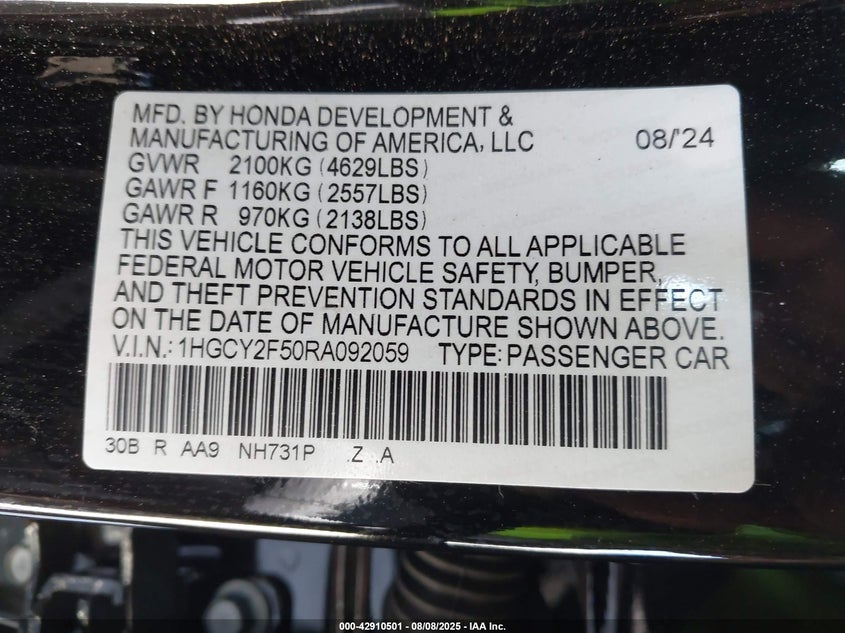 MFD. BY HONDA DEVELOPMENT &
MANUFACTURING OF AMERICA, LLC 08/'24
GVWR 2100KG (4629LBS)
GAWR F 1160KG (2557LBS)
GAWR R 970KG (2138LBS)
THIS VEHICLE CONFORMS TO ALL APPLICABLE
FEDERAL MOTOR VEHICLE SAFETY, BUMPER,
AND THEFT PREVENTION STANDARDS IN EFFECT
ON THE DATE OF MANUFACTURE SHOWN ABOVE.
V.I.N.: 1HGCY2F50RA092059 TYPE: PASSENGER CAR
30B R AA9 NH731P .Z .A
000-42910501 - 08/08/2025 - IAA Inc.